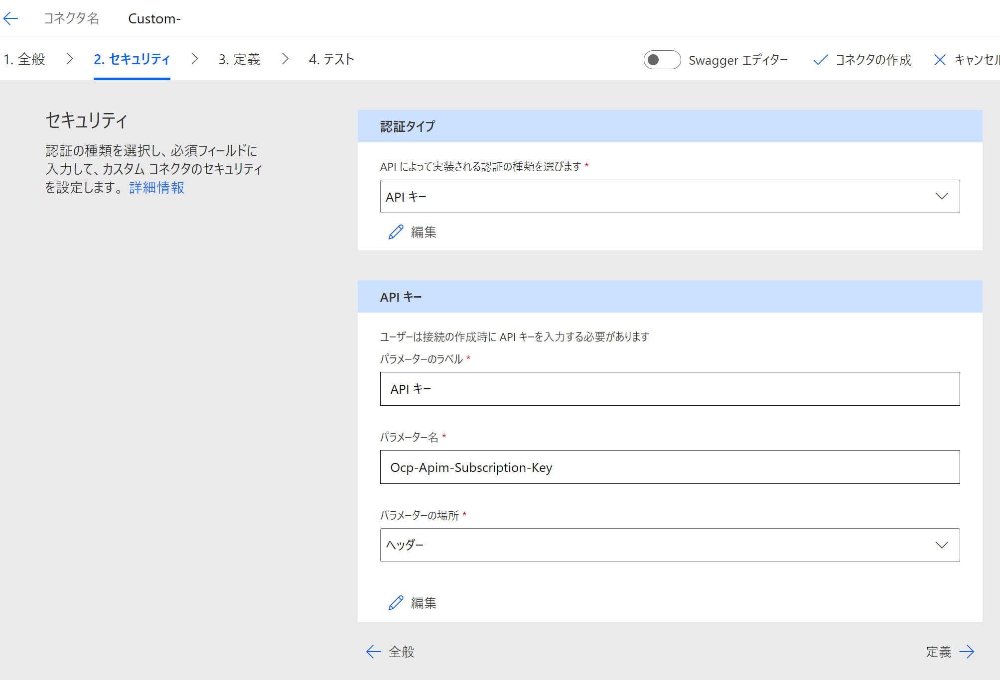 コネクタ名 Custom-
1. 全般 2. セキュリティ 3. 定義 4. テスト Swagger エディター コネクタの作成 キャンセル
セキュリティ
認証の種類を選択し、必須フィールドに
入力して、カスタム コネクタのセキュリティ
を設定します。 詳細情報
認証タイプ
API によって実装される認証の種類を選びます *
API キー
編集
API キー
ユーザーは接続の作成時に API キーを入力する必要があります
パラメーターのラベル *
API キー
パラメーター名 *
Ocp-Apim-Subscription-Key
パラメーターの場所 *
ヘッダー
編集
全般 定義